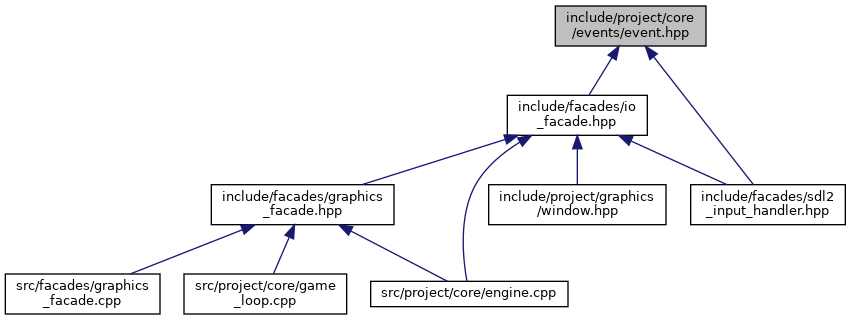 include/project/core
/events/event.hpp
include/facades/io
_facade.hpp
include/facades/graphics
_facade.hpp
include/project/graphics
/window.hpp
include/facades/sdl2
_input_handler.hpp
src/facades/graphics
_facade.cpp
src/project/core/game
_loop.cpp
src/project/core/engine.cpp